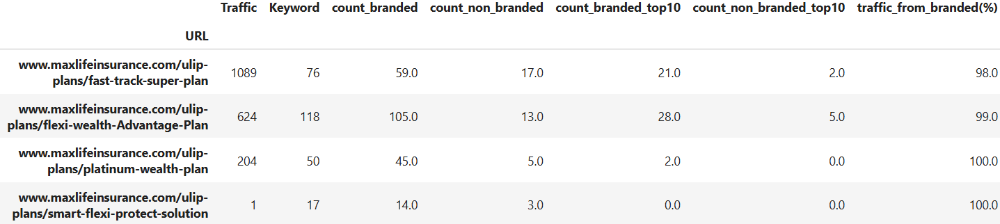 Traffic Keyword count_branded count_non_branded count_branded_top10 count_non_branded_top10 traffic_from_branded(%)
URL
www.maxlifeinsurance.com/ulip-
plans/fast-track-super-plan 1089 76 59.0 17.0 21.0 2.0 98.0
www.maxlifeinsurance.com/ulip-
plans/flexi-wealth-Advantage-Plan 624 118 105.0 13.0 28.0 5.0 99.0
www.maxlifeinsurance.com/ulip-
plans/platinum-wealth-plan 204 50 45.0 5.0 2.0 0.0 100.0
www.maxlifeinsurance.com/ulip-
plans/smart-flexi-protect-solution 1 17 14.0 3.0 0.0 0.0 100.0